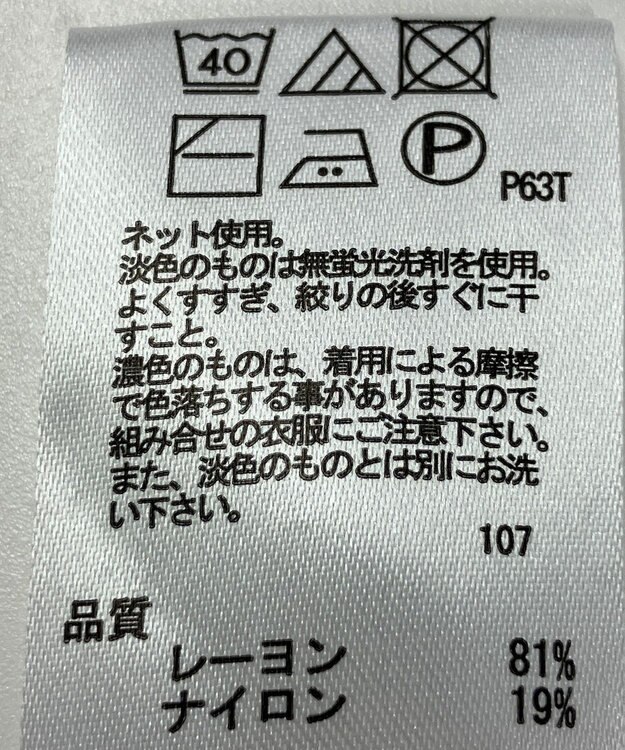 40
P
P63T
ネット使用。
淡色のものは無蛍光洗剤を使用。
よくすすぎ、絞りの後すぐに干
すこと。
濃色のものは、着用による摩擦
で色落ちする事がありますので、
組み合せの衣服にご注意下さい。
また、淡色のものとは別にお洗
い下さい。
107
品質
レーヨン 81%
ナイロン 19%